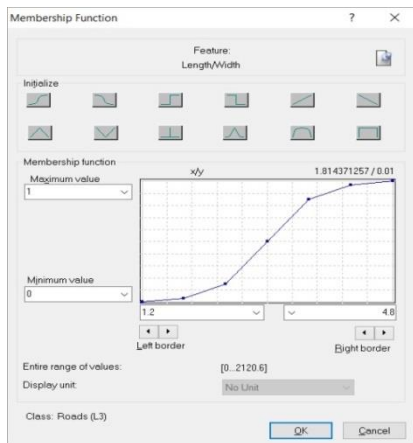 Membership Function ? ×
Feature:
Length/Width
Initialize
Membership function
Maximum value
1
x/y
1.814371257 / 0.01
Minimum value
0
1.2
4.8
Left border
Right border
Entire range of values: [0...2120.6]
Display unit: No Unit
Class: Roads (L3)
OK Cancel